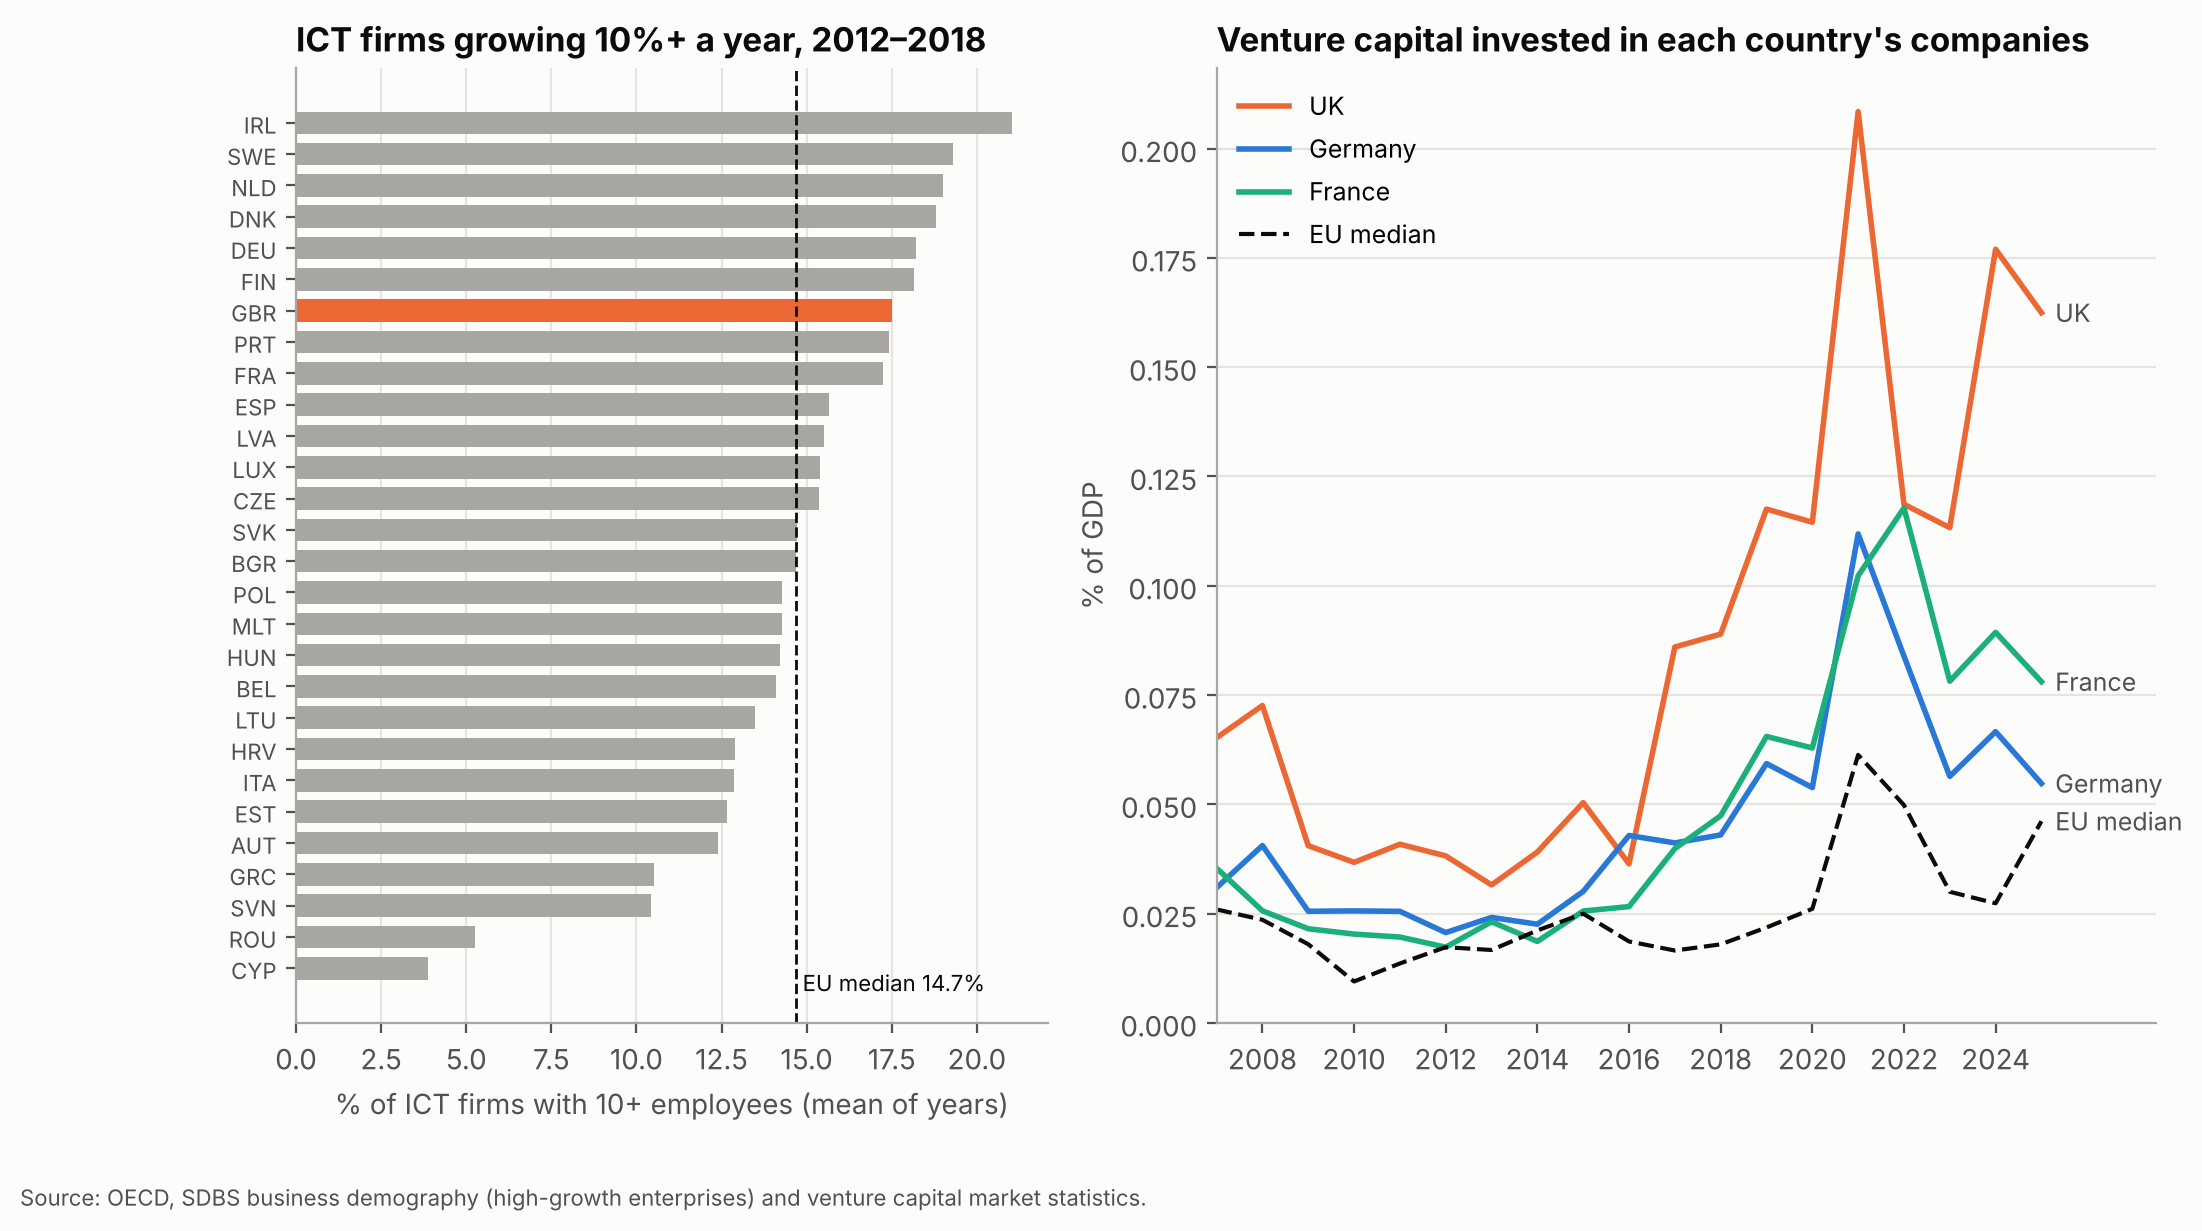 ICT firms growing 10%+ a year, 2012–2018
IRL
SWE
NLD
DNK
DEU
FIN
GBR
PRT
FRA
ESP
LVA
LUX
CZE
SVK
BGR
POL
MLT
HUN
BEL
LTU
HRV
ITA
EST
AUT
GRC
SVN
ROU
CYP
EU median 14.7%
0.0 2.5 5.0 7.5 10.0 12.5 15.0 17.5 20.0
% of ICT firms with 10+ employees (mean of years)
Venture capital invested in each country's companies
UK
Germany
France
EU median
0.200
0.175
0.150
0.125
0.100
0.075
0.050
0.025
0.000
% of GDP
UK
France
Germany
EU median
2008 2010 2012 2014 2016 2018 2020 2022 2024
Source: OECD, SDBS business demography (high-growth enterprises) and venture capital market statistics.